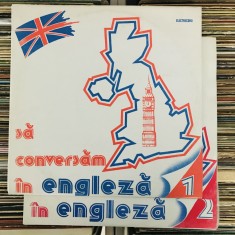 ELECTRECORD
să
conversăm
în engleză 1
în engleză 2